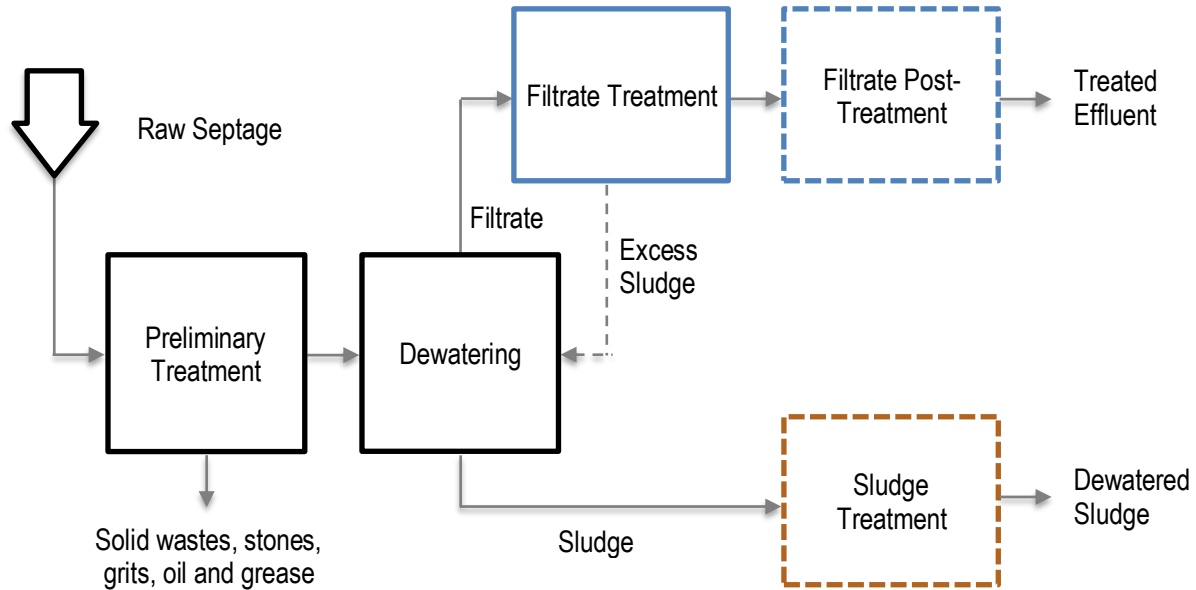 Raw Septage
Preliminary
Treatment
Solid wastes, stones,
grits, oil and grease
Dewatering
Filtrate
Filtrate Treatment
Excess
Sludge
Filtrate Post-
Treatment
Treated
Effluent
Sludge
Sludge
Treatment
Dewatered
Sludge